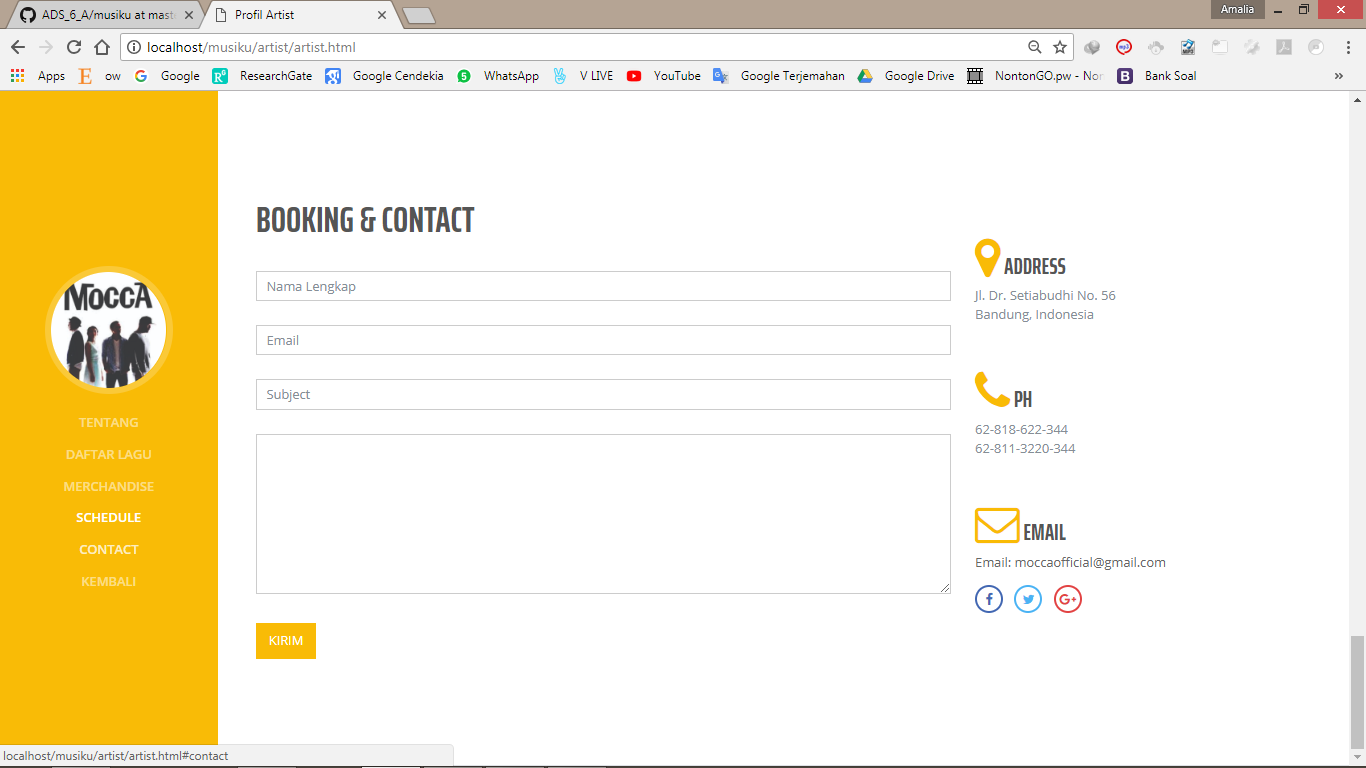 ADS_6_A/musiku at mast
Profil Artist
Amalia
localhost/musiku/artist/artist.html
Apps
ow
Google
ResearchGate
Google Cendekia
WhatsApp
V LIVE
YouTube
Google Terjemahan
Google Drive
NontonGO.pw - Non
Bank Soal
»
MOCCA
TENTANG
DAFTAR LAGU
MERCHANDISE
SCHEDULE
CONTACT
KEMBALI
BOOKING & CONTACT
Nama Lengkap
Email
Subject
KIRIM
ADDRESS
Jl. Dr. Setiabudhi No. 56
Bandung, Indonesia
PH
62-818-622-344
62-811-3220-344
EMAIL
Email: moccaofficial@gmail.com
localhost/musiku/artist/artist.html#contact